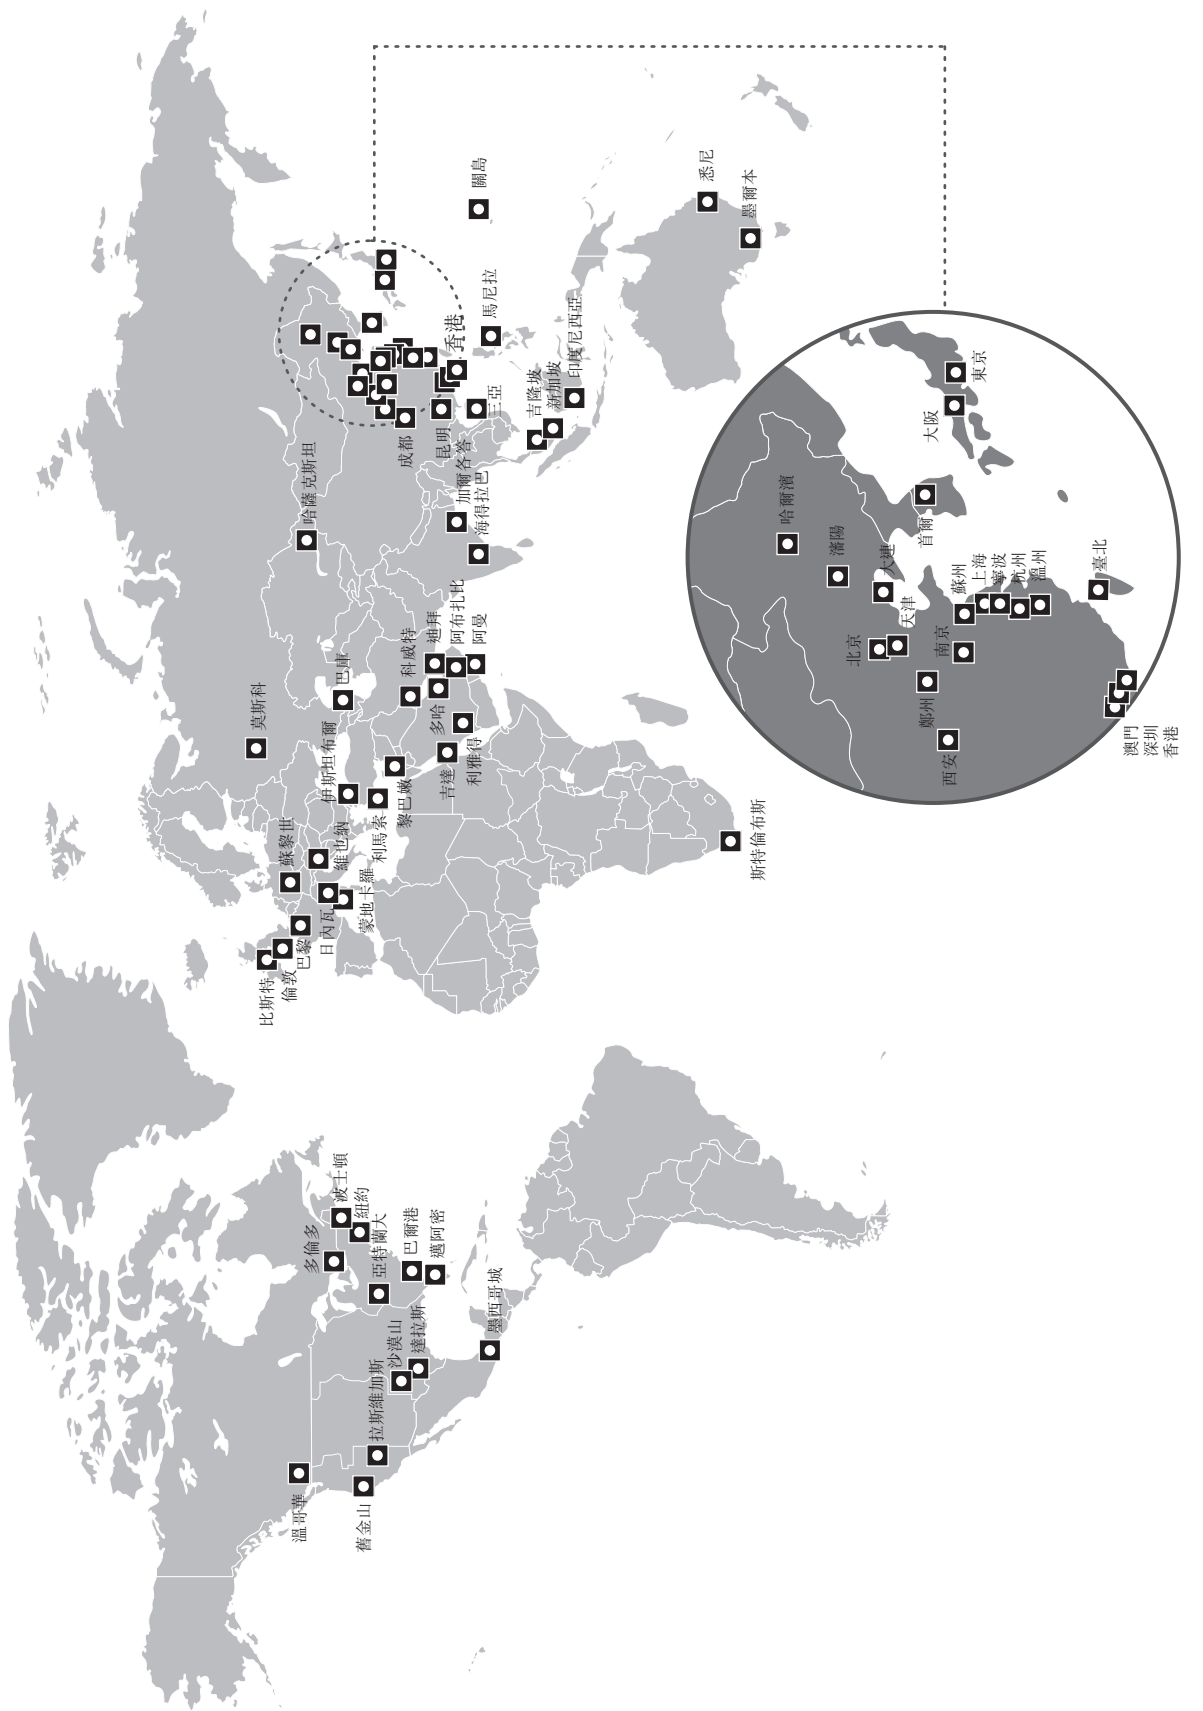 溫哥華
舊金山
拉斯維加斯
沙漠山
達拉斯
墨西哥城
多倫多
波士頓
紐約
亞特蘭大
巴爾港
邁阿密
比斯特
倫敦
巴黎
日內瓦
蒙地卡羅
蘇黎世
維也納
利馬索
黎巴嫩
伊斯坦布爾
莫斯科
巴庫
吉達
利雅得
多哈
科威特
迪拜
阿布扎比
阿曼
斯特倫布斯
哈薩克斯坦
海得拉巴
加爾各答
成都
昆明
三亞
香港
吉隆坡
新加坡
印度尼西亞
馬尼拉
關島
悉尼
墨爾本
哈爾濱
瀋陽
大連
北京
天津
鄭州
西安
南京
蘇州
上海
寧波
杭州
溫州
首爾
大阪
東京
臺北
澳門
深圳
香港